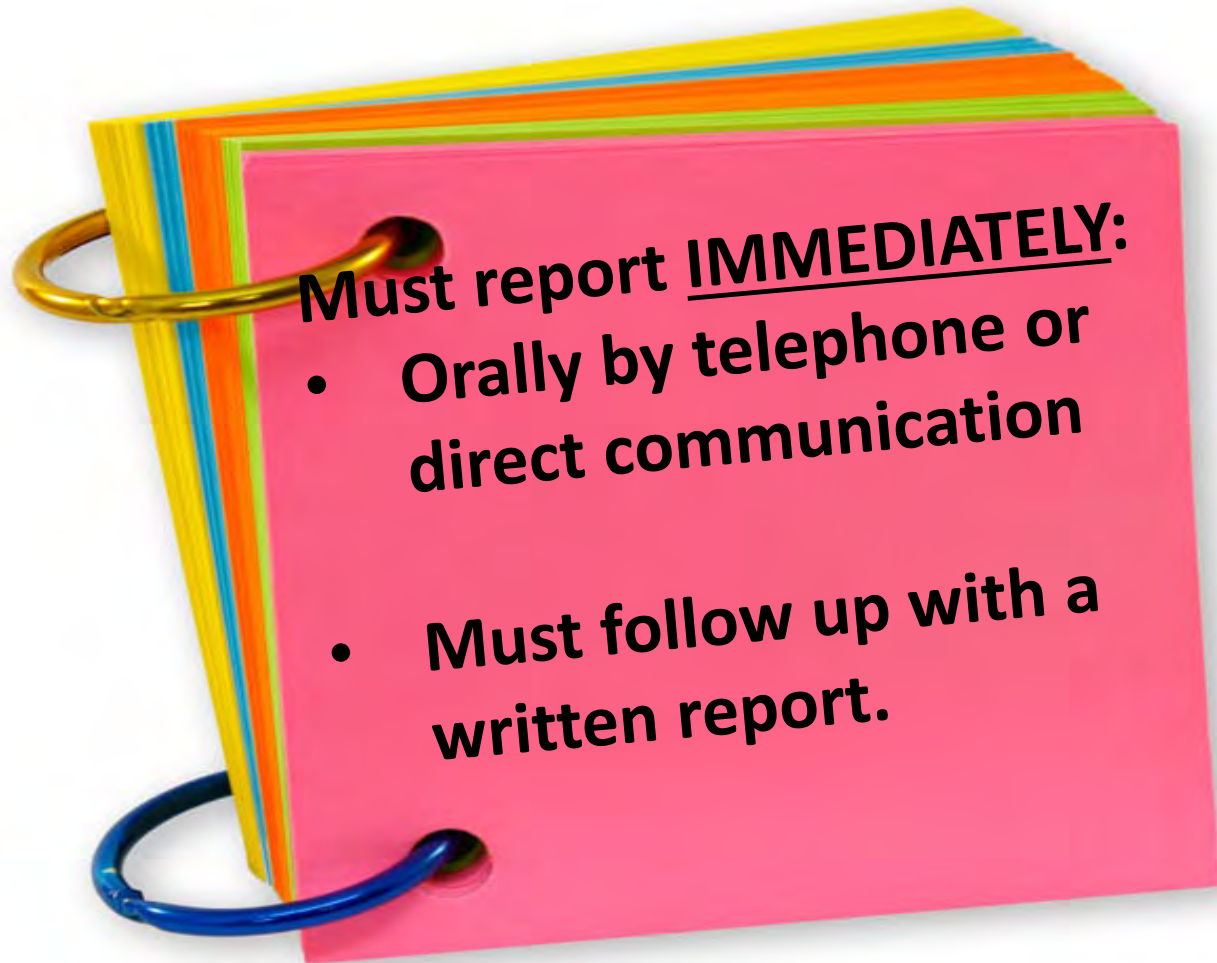 Must report IMMEDIATELY:
• Orally by telephone or
direct communication
• Must follow up with a
written report.